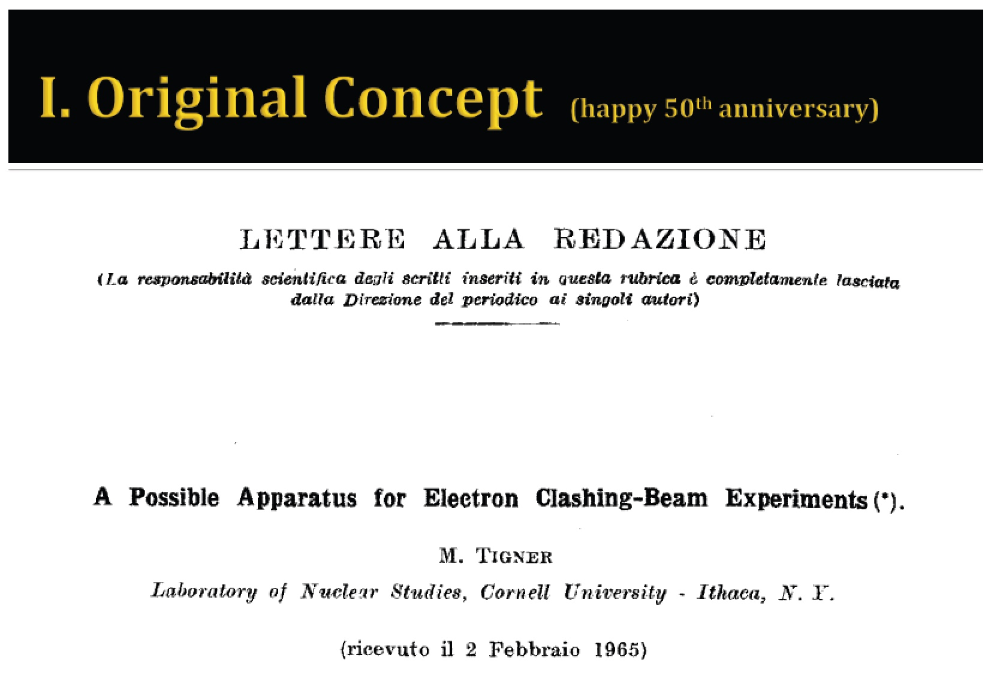 I. Original Concept (happy 50th anniversary)
LETTERE ALLA REDAZIONE
(La responsabilità scientifica degli scritti inseriti in questa rubrica è completamente lasciata
dalla Direzione del periodico ai singoli autori)
A Possible Apparatus for Electron Clashing-Beam Experiments (*).
M. TIGNER
Laboratory of Nuclear Studies, Cornell University - Ithaca, N. Y.
(ricevuto il 2 Febbraio 1965)